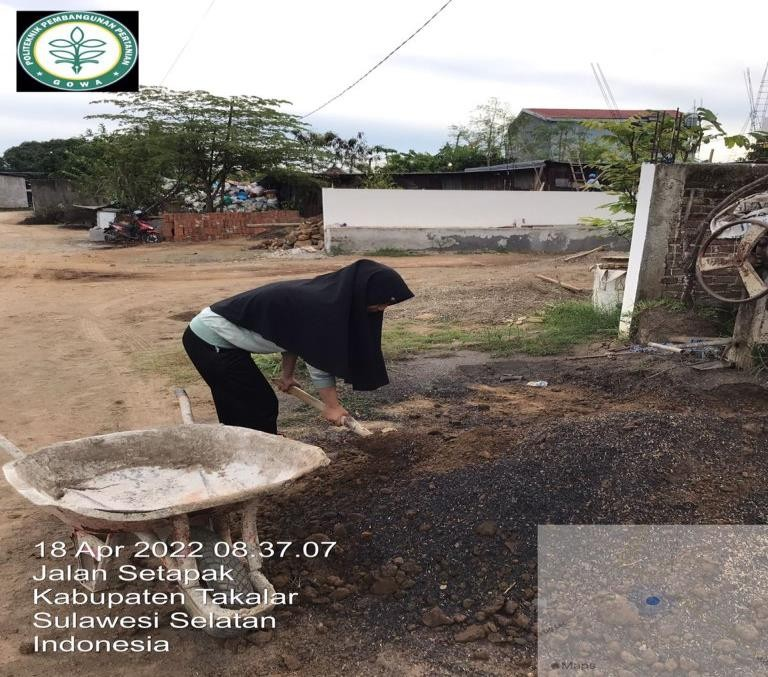 POLITEKNIK PEMBANGUNAN PERTANIAN
GOWA
18 Apr 2022 08.37.07
Jalan Setapak
Kabupaten Takalar
Sulawesi Selatan
Indonesia
Maps